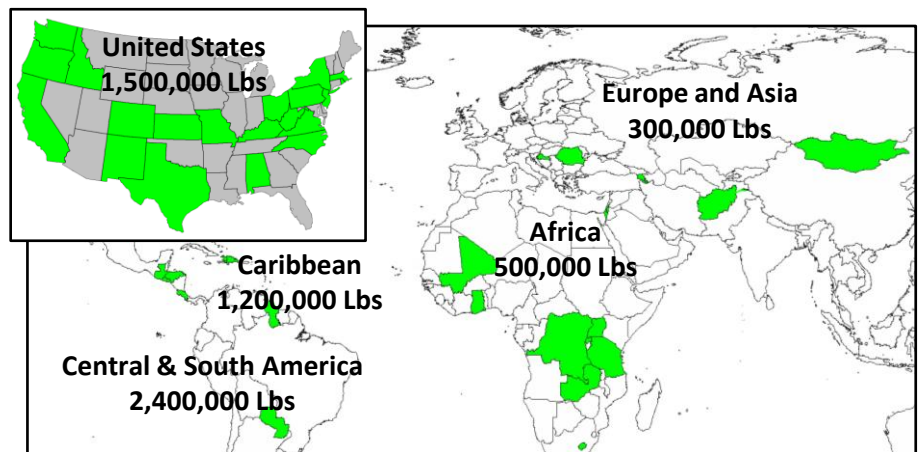 United States
1,500,000 Lbs
Europe and Asia
300,000 Lbs
Africa
500,000 Lbs
Caribbean
1,200,000 Lbs
Central & South America
2,400,000 Lbs